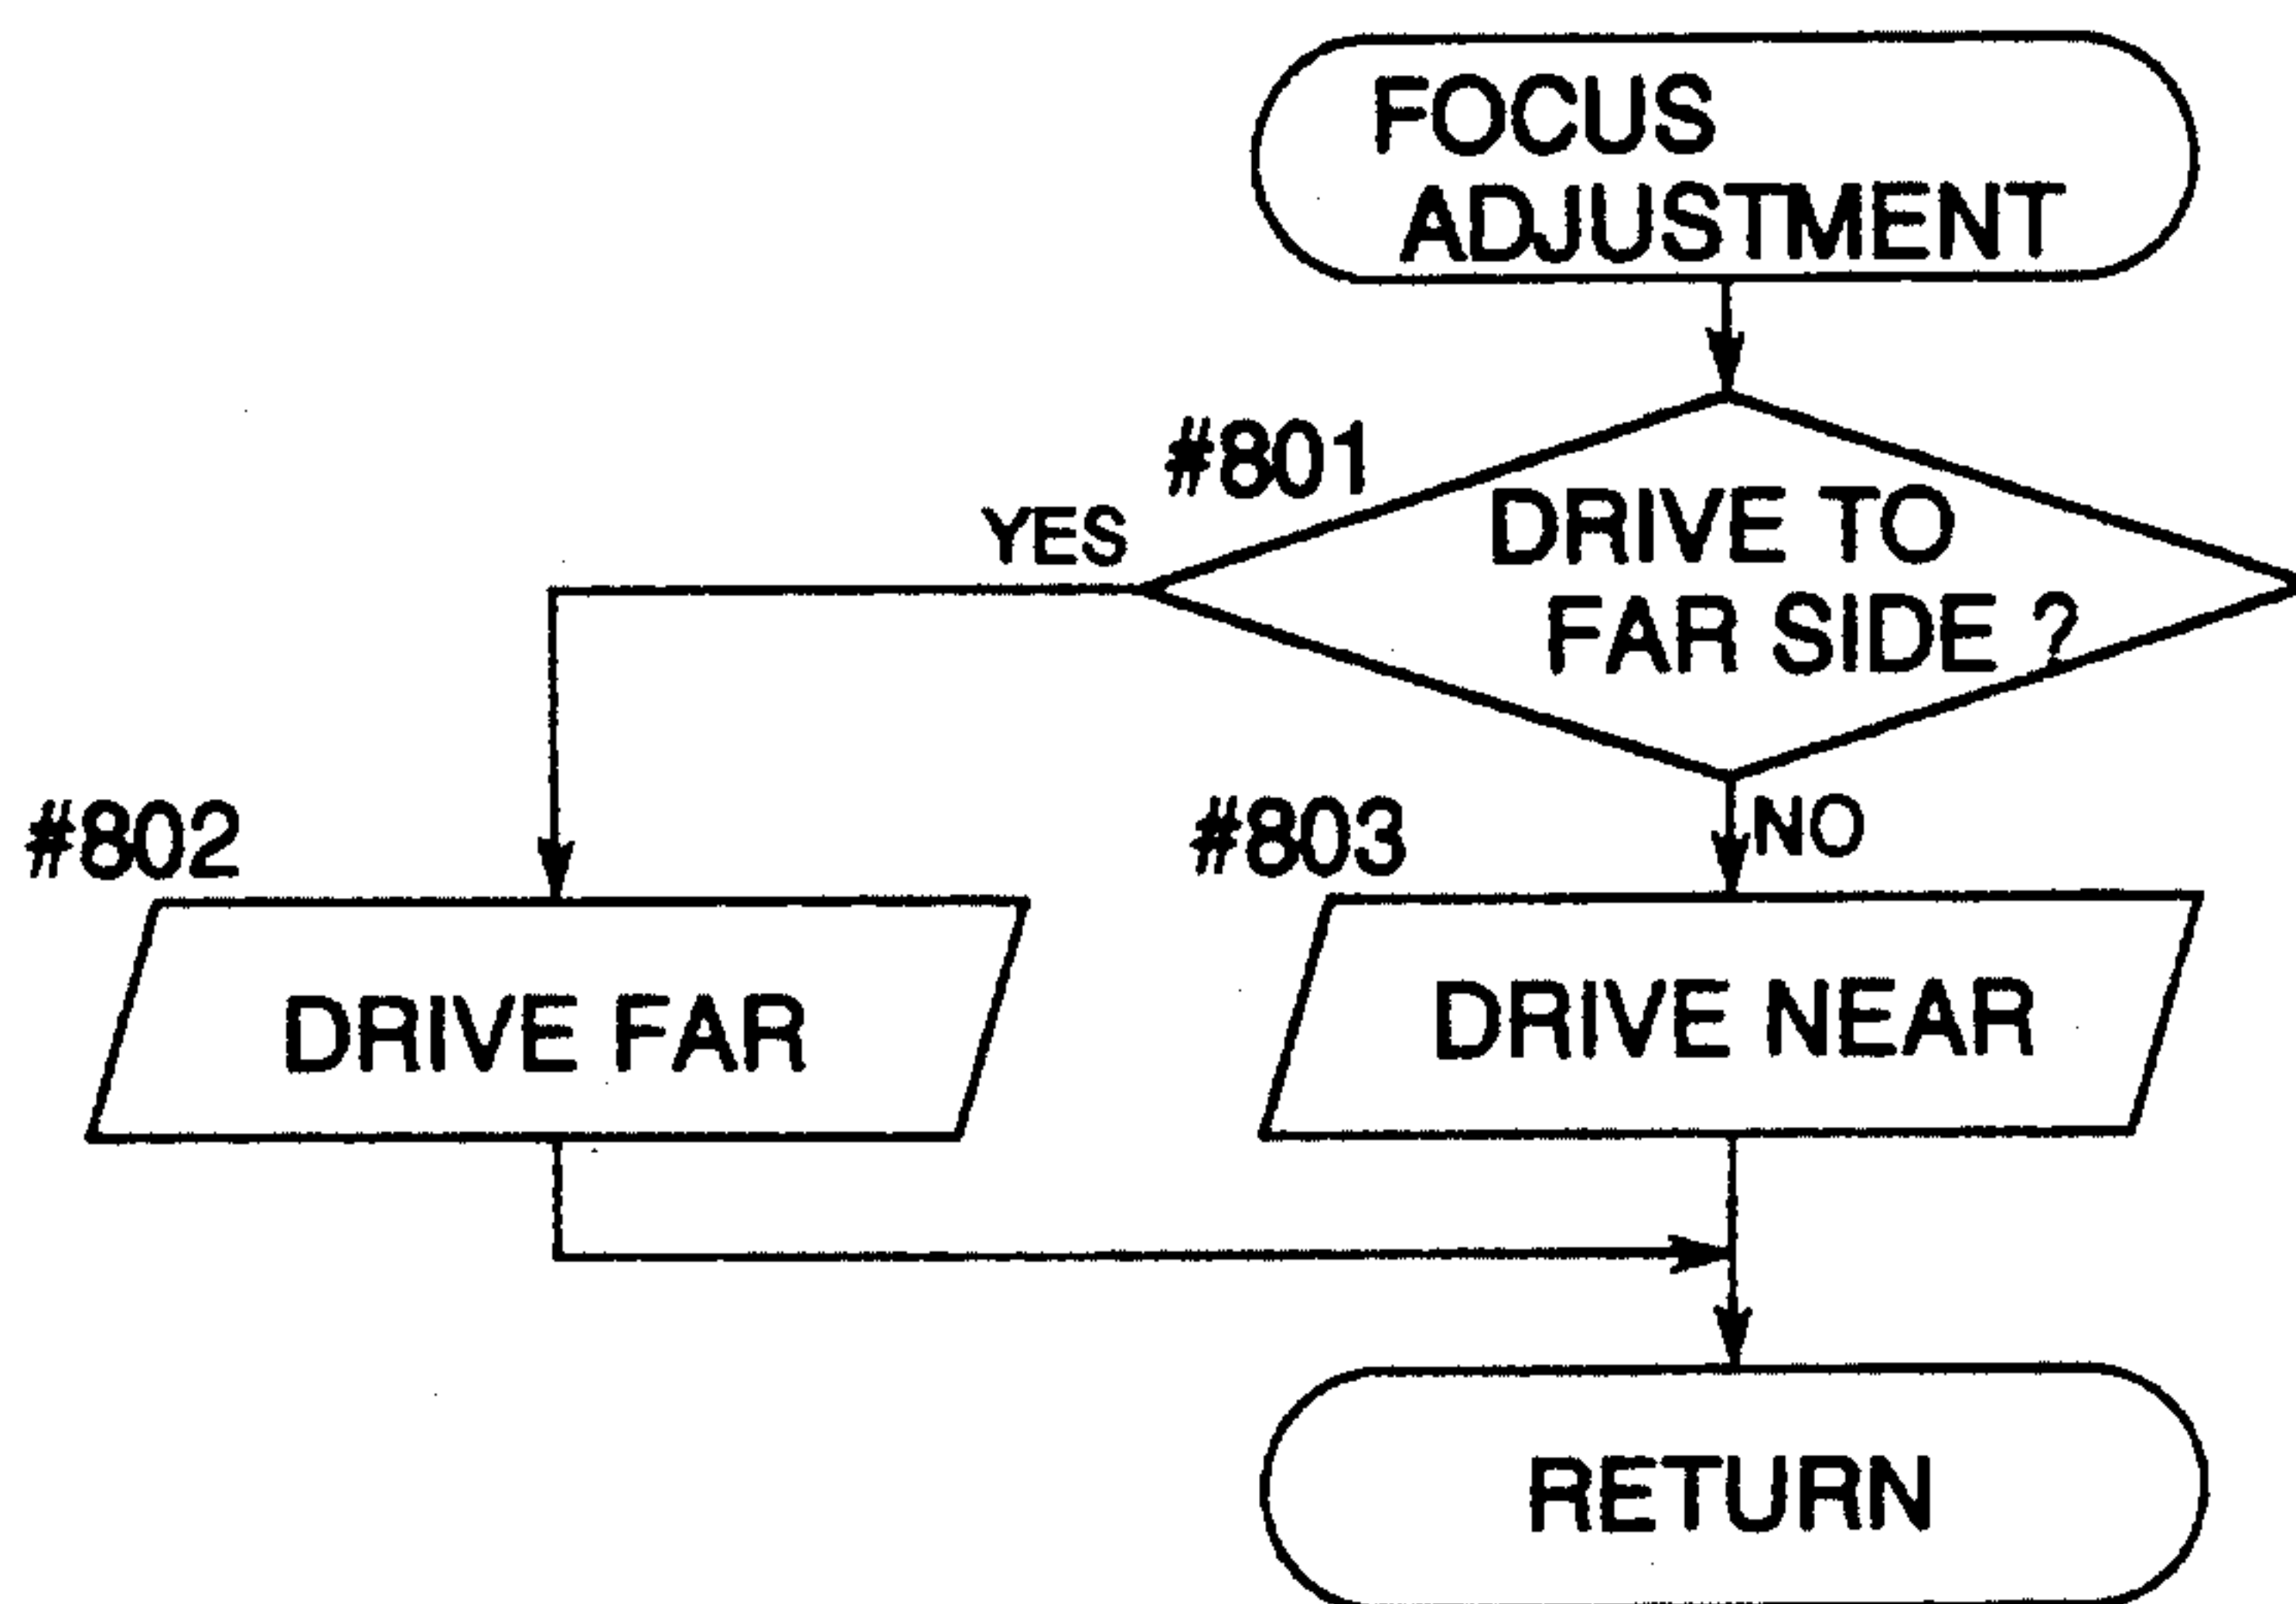 FOCUS
ADJUSTMENT
#801
YES
DRIVE TO
FAR SIDE ?
#802
#803
NO
DRIVE FAR
DRIVE NEAR
RETURN